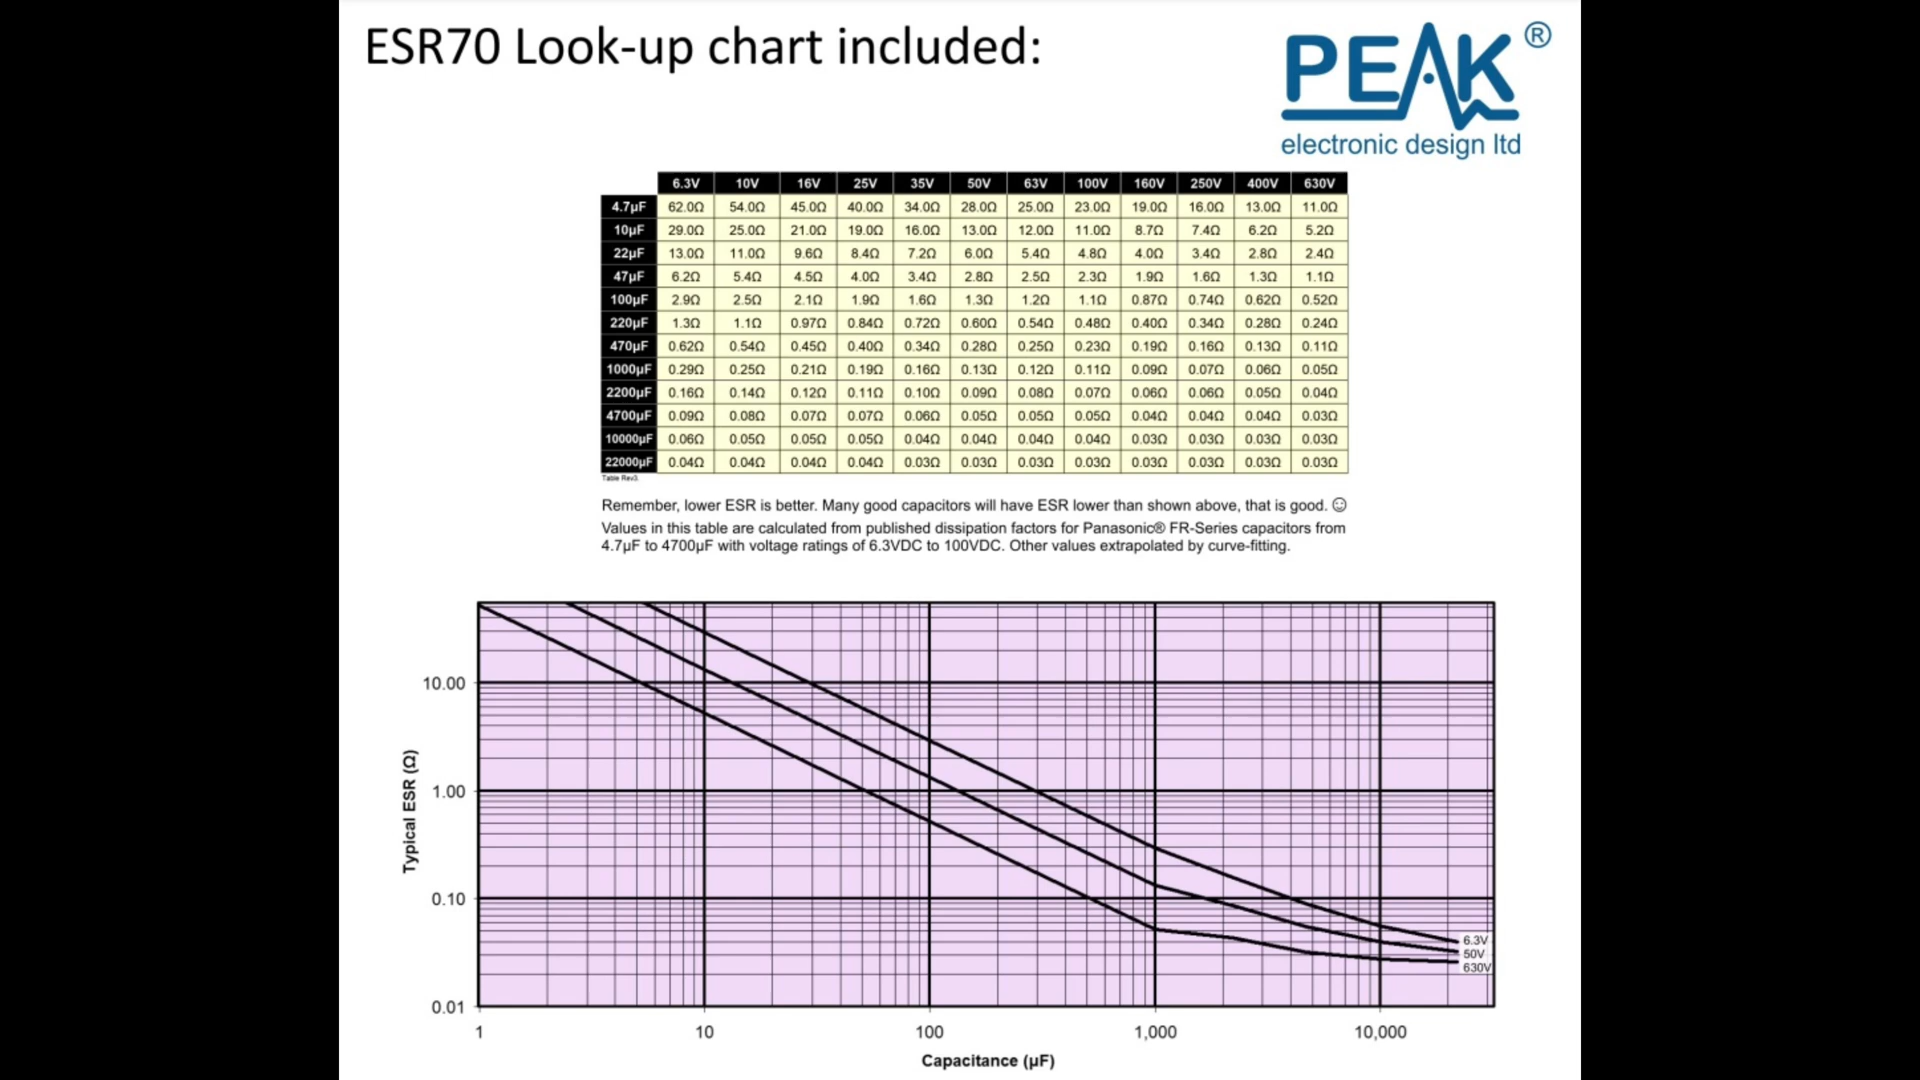 ESR70 Look-up chart included:
PEAK®
electronic design ltd
6.3V 10V 16V 25V 35V 50V 63V 100V 160V 250V 400V 630V
4.7µF 62.0Ω 54.0Ω 45.0Ω 40.0Ω 34.0Ω 28.0Ω 25.0Ω 23.0Ω 19.0Ω 16.0Ω 13.0Ω 11.0Ω
10µF 29.0Ω 25.0Ω 21.0Ω 19.0Ω 16.0Ω 13.0Ω 12.0Ω 11.0Ω 8.7Ω 7.4Ω 6.2Ω 5.2Ω
22µF 13.0Ω 11.0Ω 9.6Ω 8.4Ω 7.2Ω 6.0Ω 5.4Ω 4.8Ω 4.0Ω 3.4Ω 2.8Ω 2.4Ω
47µF 6.2Ω 5.4Ω 4.5Ω 4.0Ω 3.4Ω 2.8Ω 2.5Ω 2.3Ω 1.9Ω 1.6Ω 1.3Ω 1.1Ω
100µF 2.9Ω 2.5Ω 2.1Ω 1.9Ω 1.6Ω 1.3Ω 1.2Ω 1.1Ω 0.87Ω 0.74Ω 0.62Ω 0.52Ω
220µF 1.3Ω 1.1Ω 0.97Ω 0.84Ω 0.72Ω 0.60Ω 0.54Ω 0.48Ω 0.40Ω 0.34Ω 0.28Ω 0.24Ω
470µF 0.62Ω 0.54Ω 0.45Ω 0.40Ω 0.34Ω 0.28Ω 0.25Ω 0.23Ω 0.19Ω 0.16Ω 0.13Ω 0.11Ω
1000µF 0.29Ω 0.25Ω 0.21Ω 0.19Ω 0.16Ω 0.13Ω 0.12Ω 0.11Ω 0.09Ω 0.07Ω 0.06Ω 0.05Ω
2200µF 0.16Ω 0.14Ω 0.12Ω 0.11Ω 0.10Ω 0.09Ω 0.08Ω 0.07Ω 0.06Ω 0.06Ω 0.05Ω 0.04Ω
4700µF 0.09Ω 0.08Ω 0.07Ω 0.07Ω 0.06Ω 0.05Ω 0.05Ω 0.05Ω 0.04Ω 0.04Ω 0.04Ω 0.03Ω
10000µF 0.06Ω 0.05Ω 0.05Ω 0.05Ω 0.04Ω 0.04Ω 0.04Ω 0.04Ω 0.03Ω 0.03Ω 0.03Ω 0.03Ω
22000µF 0.04Ω 0.04Ω 0.04Ω 0.04Ω 0.03Ω 0.03Ω 0.03Ω 0.03Ω 0.03Ω 0.03Ω 0.03Ω 0.03Ω
Table Rev3.
Remember, lower ESR is better. Many good capacitors will have ESR lower than shown above, that is good. ☺
Values in this table are calculated from published dissipation factors for Panasonic® FR-Series capacitors from
4.7µF to 4700µF with voltage ratings of 6.3VDC to 100VDC. Other values extrapolated by curve-fitting.
Typical ESR (Ω)
10.00
1.00
0.10
0.01
6.3V
50V
630V
1 10 100 1,000 10,000
Capacitance (µF)